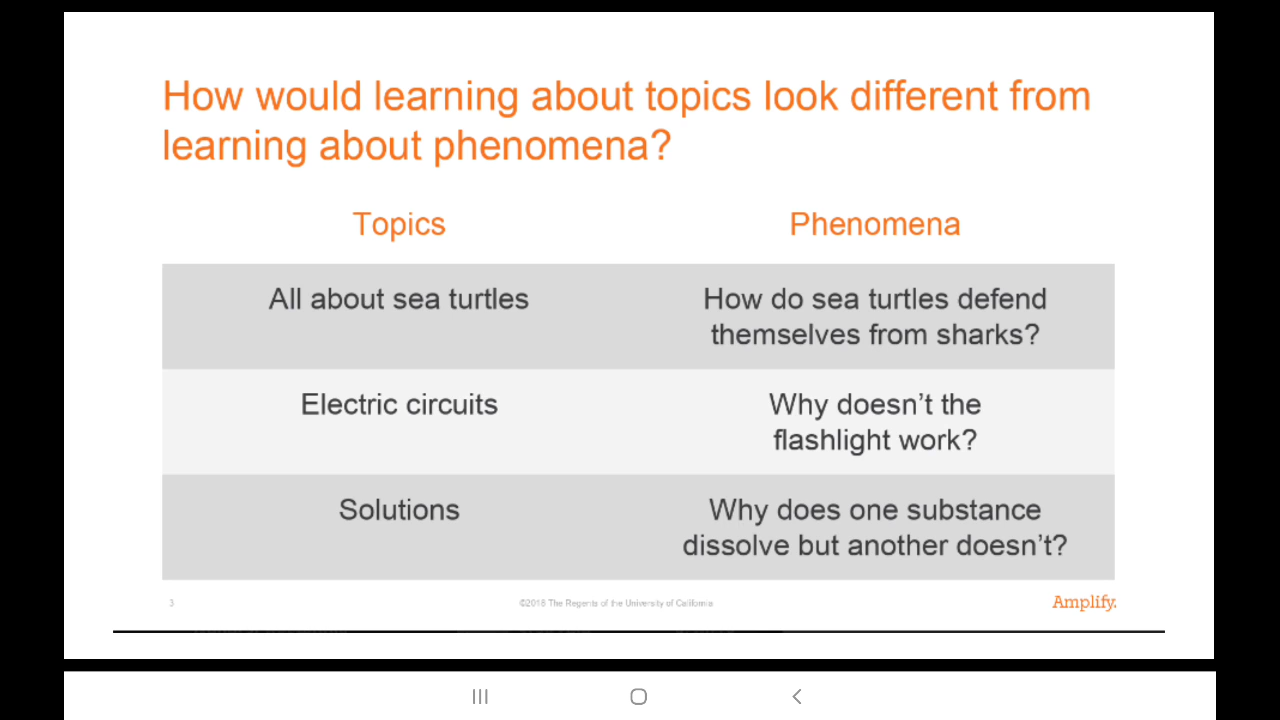 How would learning about topics look different from
learning about phenomena?
Topics
Phenomena
All about sea turtles
How do sea turtles defend
themselves from sharks?
Electric circuits
Why doesn’t the
flashlight work?
Solutions
Why does one substance
dissolve but another doesn’t?
3
©2018 The Regents of the University of California
Amplify.